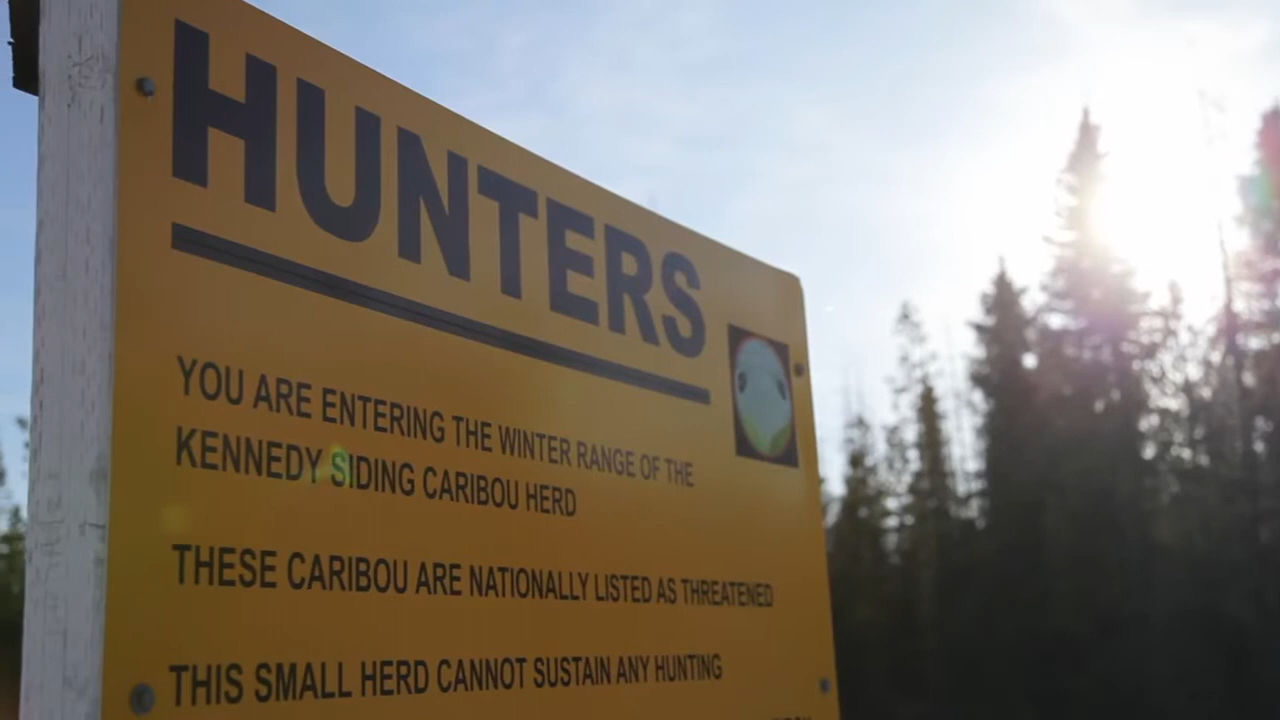 HUNTERS
YOU ARE ENTERING THE WINTER RANGE OF THE
KENNEDY SIDING CARIBOU HERD
THESE CARIBOU ARE NATIONALLY LISTED AS THREATENED
THIS SMALL HERD CANNOT SUSTAIN ANY HUNTING